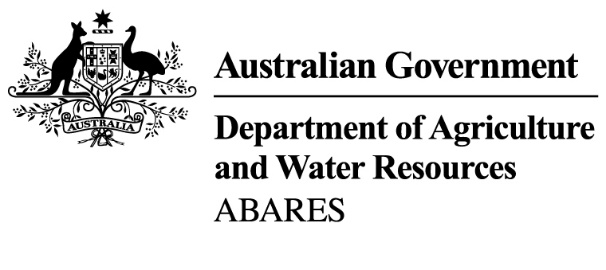 AUSTRALIA
Australian Government
Department of Agriculture
and Water Resources
ABARES